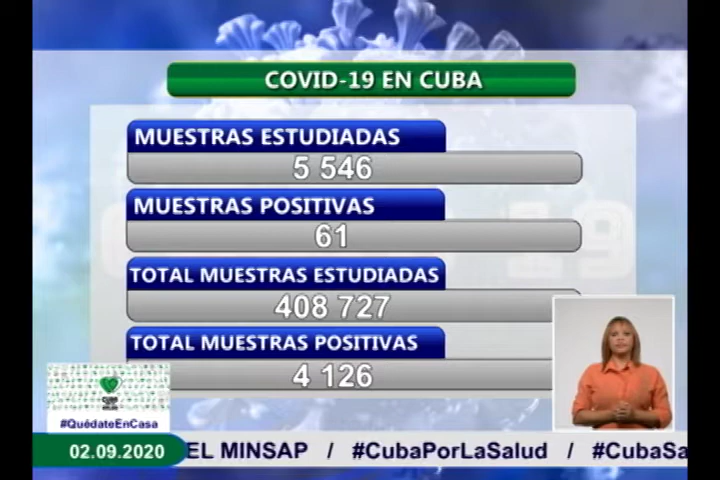 COVID-19 EN CUBA
MUESTRAS ESTUDIADAS
5 546
MUESTRAS POSITIVAS
61
TOTAL MUESTRAS ESTUDIADAS
408 727
TOTAL MUESTRAS POSITIVAS
4 126
CUBA
#QuédateEnCasa
02.09.2020
EL MINSAP / #CubaPorLaSalud / #CubaSa